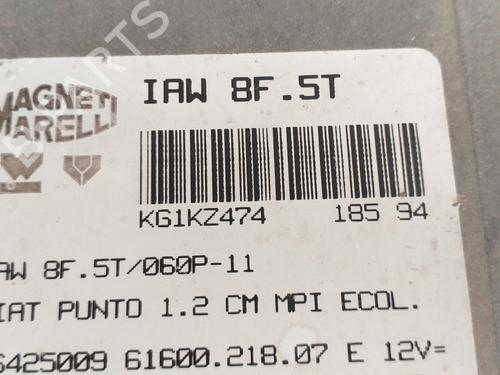 MAGNETI
MARELLI
IAW 8F.5T
KG1KZ474 185 94
AW 8F.5T/060P-11
IAT PUNTO 1.2 CM MPI ECOL.
6425009 61600.218.07 E 12V=